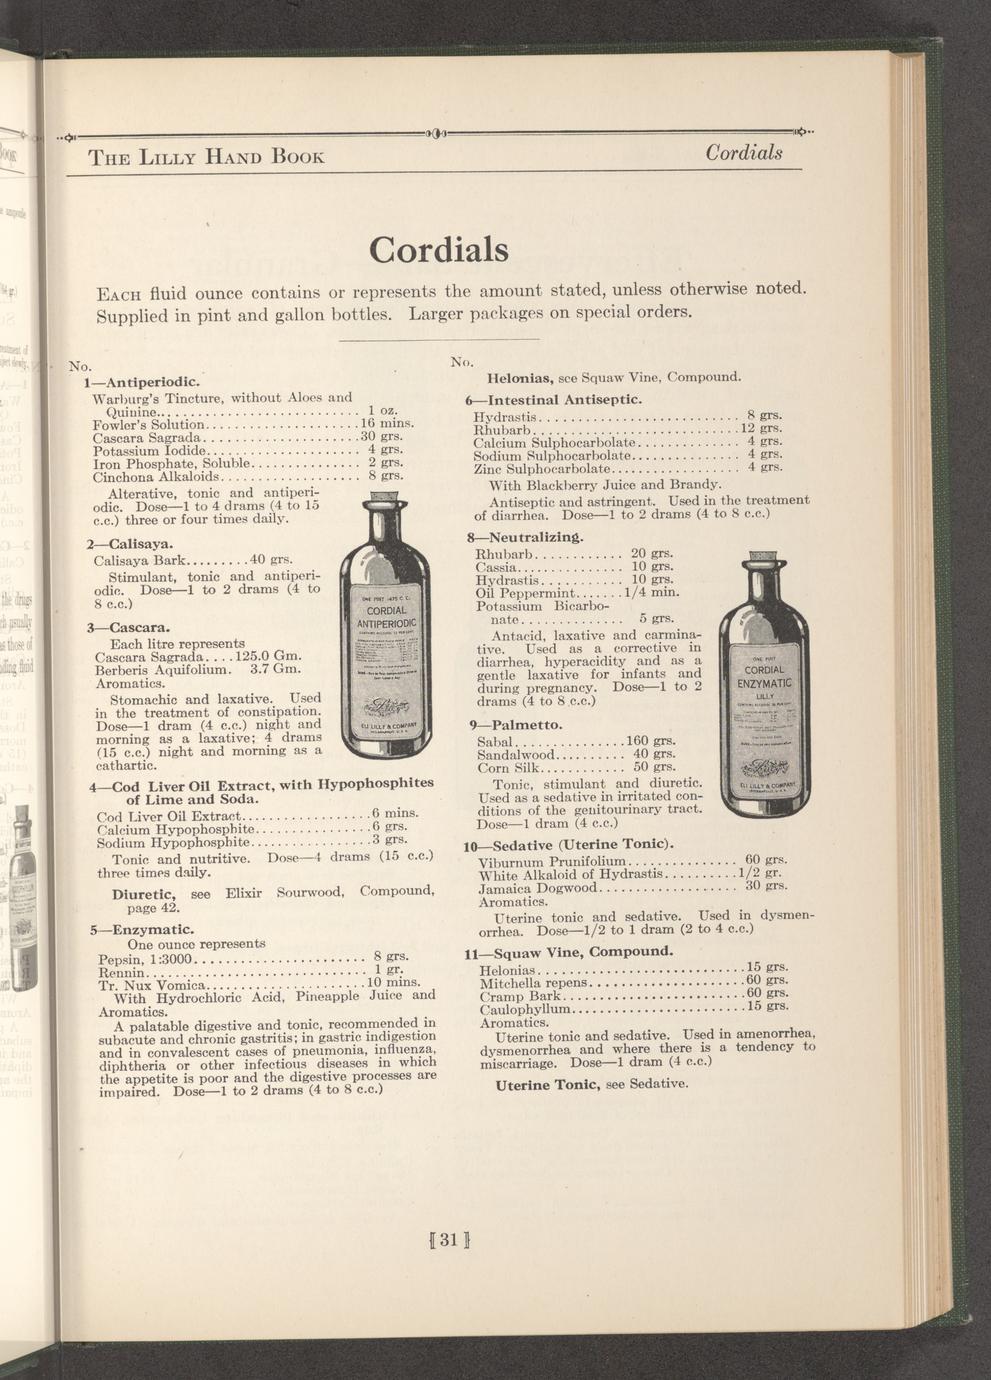 THE LILLY HAND BOOK
Cordials
Cordials
EACH fluid ounce contains or represents the amount stated, unless otherwise noted.
Supplied in pint and gallon bottles. Larger packages on special orders.
No.
1—Antiperiodic.
Warburg's Tincture, without Aloes and
Quinine............................ 1 oz.
Fowler's Solution......................16 mins.
Cascara Sagrada......................30 grs.
Potassium Iodide..................... 4 grs.
Iron Phosphate, Soluble............... 2 grs.
Cinchona Alkaloids................... 8 grs.
Alterative, tonic and antiperi-
odic. Dose—1 to 4 drams (4 to 15
c.c.) three or four times daily.
2—Calisaya.
Calisaya Bark.........40 grs.
Stimulant, tonic and antiperi-
odic. Dose—1 to 2 drams (4 to
8 c.c.)
3—Cascara.
Each litre represents
Cascara Sagrada....125.0 Gm.
Berberis Aquifolium. 3.7 Gm.
Aromatics.
Stomachic and laxative. Used
in the treatment of constipation.
Dose—1 dram (4 c.c.) night and
morning as a laxative; 4 drams
(15 c.c.) night and morning as a
cathartic.
CORDIAL
ANTIPERIODIC
ELI LILLY & COMPANY
4—Cod Liver Oil Extract, with Hypophosphites
of Lime and Soda.
Cod Liver Oil Extract..................6 mins.
Calcium Hypophosphite................6 grs.
Sodium Hypophosphite................3 grs.
Tonic and nutritive. Dose—4 drams (15 c.c.)
three times daily.
Diuretic, see Elixir Sourwood, Compound,
page 42.
5—Enzymatic.
One ounce represents
Pepsin, 1:3000....................... 8 grs.
Rennin............................. 1 gr.
Tr. Nux Vomica.....................10 mins.
With Hydrochloric Acid, Pineapple Juice and
Aromatics.
A palatable digestive and tonic, recommended in
subacute and chronic gastritis; in gastric indigestion
and in convalescent cases of pneumonia, influenza,
diphtheria or other infectious diseases in which
the appetite is poor and the digestive processes are
impaired. Dose—1 to 2 drams (4 to 8 c.c.)
No.
Helonias, see Squaw Vine, Compound.
6—Intestinal Antiseptic.
Hydrastis.......................... 8 grs.
Rhubarb...........................12 grs.
Calcium Sulphocarbolate............. 4 grs.
Sodium Sulphocarbolate.............. 4 grs.
Zinc Sulphocarbolate................. 4 grs.
With Blackberry Juice and Brandy.
Antiseptic and astringent. Used in the treatment
of diarrhea. Dose—1 to 2 drams (4 to 8 c.c.)
8—Neutralizing.
Rhubarb............ 20 grs.
Cassia.............. 10 grs.
Hydrastis........... 10 grs.
Oil Peppermint......1/4 min.
Potassium Bicarbo-
nate.............. 5 grs.
Antacid, laxative and carmina-
tive. Used as a corrective in
diarrhea, hyperacidity and as a
gentle laxative for infants and
during pregnancy. Dose—1 to 2
drams (4 to 8 c.c.)
ONE PINT
CORDIAL
ENZYMATIC
LILLY
ELI LILLY & COMPANY
9—Palmetto.
Sabal...............160 grs.
Sandalwood.......... 40 grs.
Corn Silk............ 50 grs.
Tonic, stimulant and diuretic.
Used as a sedative in irritated con-
ditions of the genitourinary tract.
Dose—1 dram (4 c.c.)
10—Sedative (Uterine Tonic).
Viburnum Prunifolium............... 60 grs.
White Alkaloid of Hydrastis..........1/2 gr.
Jamaica Dogwood.................. 30 grs.
Aromatics.
Uterine tonic and sedative. Used in dysmen-
orrhea. Dose—1/2 to 1 dram (2 to 4 c.c.)
11—Squaw Vine, Compound.
Helonias...........................15 grs.
Mitchella repens.....................60 grs.
Cramp Bark........................60 grs.
Caulophyllum.......................15 grs.
Aromatics.
Uterine tonic and sedative. Used in amenorrhea,
dysmenorrhea and where there is a tendency to
miscarriage. Dose—1 dram (4 c.c.)
Uterine Tonic, see Sedative.
[31]